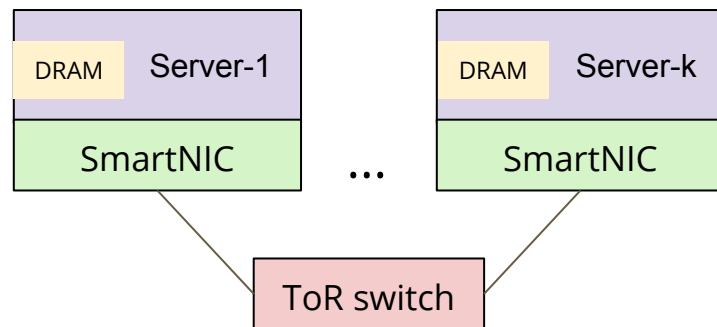 DRAM Server-1
DRAM Server-k
SmartNIC
...
SmartNIC
ToR switch